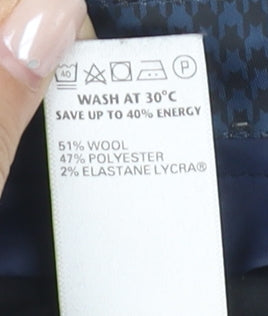 40 P
WASH AT 30°C
SAVE UP TO 40% ENERGY
51% WOOL
47% POLYESTER
2% ELASTANE LYCRA®